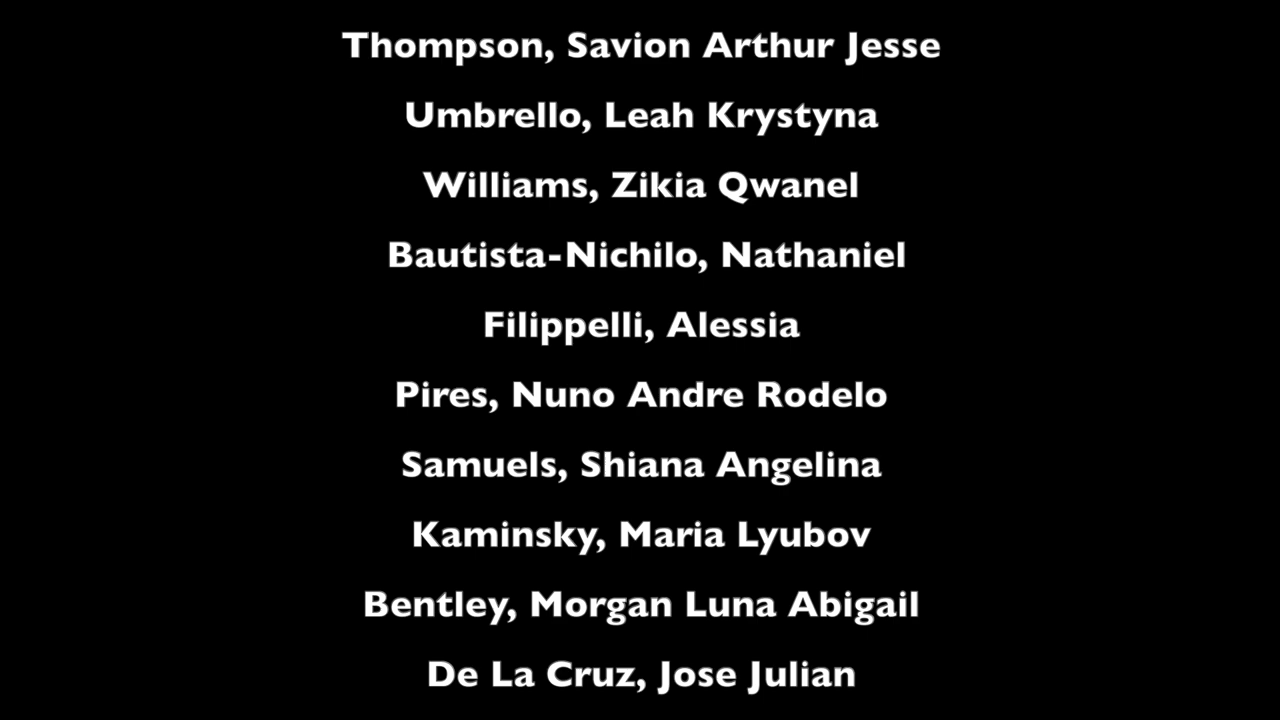 Thompson, Savion Arthur Jesse
Umbrello, Leah Krystyna
Williams, Zikia Qwanel
Bautista-Nichilo, Nathaniel
Filippelli, Alessia
Pires, Nuno Andre Rodelo
Samuels, Shiana Angelina
Kaminsky, Maria Lyubov
Bentley, Morgan Luna Abigail
De La Cruz, Jose Julian